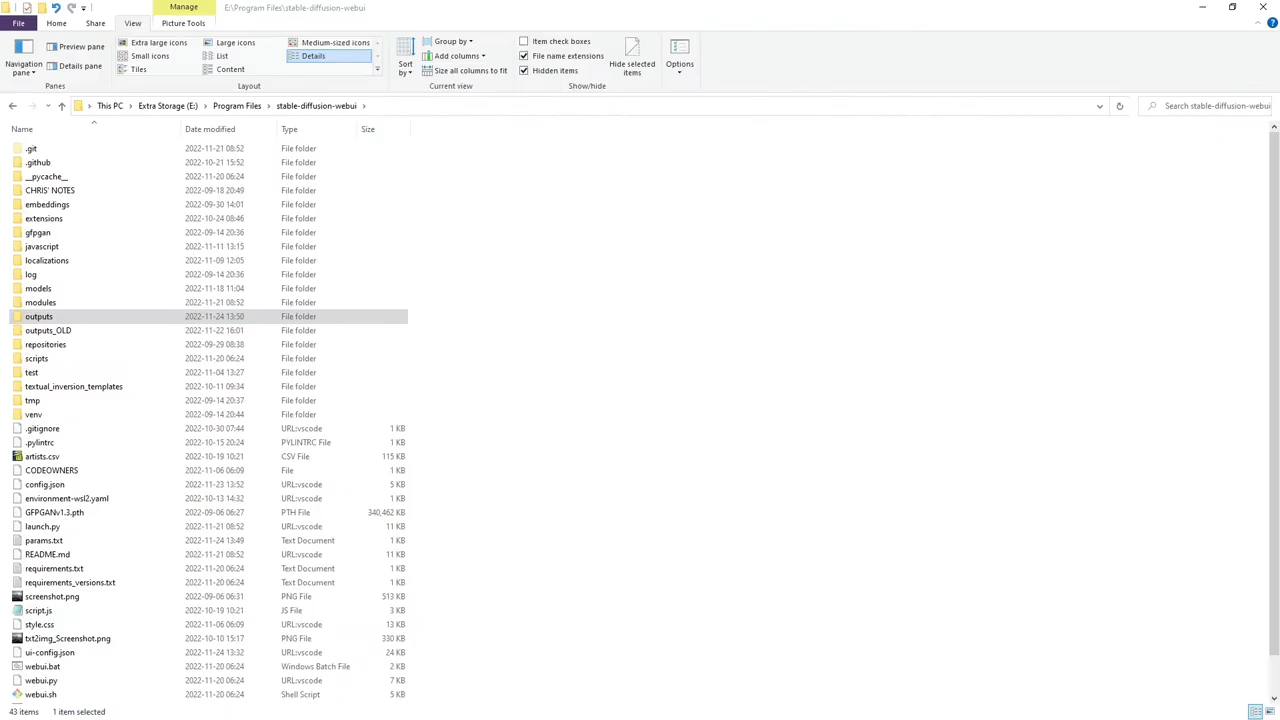 Manage
E:\Program Files\stable-diffusion-webui
File
Home
Share
View
Picture Tools
Navigation pane
Preview pane
Details pane
Panes
Extra large icons
Large icons
Medium-sized icons
Small icons
List
Details
Tiles
Content
Layout
Sort by
Group by
Add columns
Size all columns to fit
Current view
Item check boxes
File name extensions
Hidden items
Hide selected items
Show/hide
Options
This PC > Extra Storage (E:) > Program Files > stable-diffusion-webui >
Search stable-diffusion-webui
Name Date modified Type Size
.git 2022-11-21 08:52 File folder
.github 2022-10-21 15:52 File folder
__pycache__ 2022-11-20 06:24 File folder
CHRIS' NOTES 2022-09-18 20:49 File folder
embeddings 2022-09-30 14:01 File folder
extensions 2022-10-24 08:46 File folder
gfpgan 2022-09-14 20:36 File folder
javascript 2022-11-11 13:15 File folder
localizations 2022-11-09 12:05 File folder
log 2022-09-14 20:36 File folder
models 2022-11-18 11:04 File folder
modules 2022-11-21 08:52 File folder
outputs 2022-11-24 13:50 File folder
outputs_OLD 2022-11-22 16:01 File folder
repositories 2022-09-29 08:38 File folder
scripts 2022-11-20 06:24 File folder
test 2022-11-04 13:27 File folder
textual_inversion_templates 2022-10-11 09:34 File folder
tmp 2022-09-14 20:37 File folder
venv 2022-09-14 20:44 File folder
.gitignore 2022-10-30 07:44 URL:vscode 1 KB
.pylintrc 2022-10-15 20:24 PYLINTRC File 1 KB
artists.csv 2022-10-19 10:21 CSV File 115 KB
CODEOWNERS 2022-11-06 06:09 File 1 KB
config.json 2022-11-23 13:52 URL:vscode 5 KB
environment-wsl2.yaml 2022-10-13 14:32 URL:vscode 1 KB
GFPGANv1.3.pth 2022-09-06 06:27 PTH File 340,462 KB
launch.py 2022-11-21 08:52 URL:vscode 11 KB
params.txt 2022-11-24 13:49 Text Document 1 KB
README.md 2022-11-21 08:52 URL:vscode 11 KB
requirements.txt 2022-11-20 06:24 Text Document 1 KB
requirements_versions.txt 2022-11-20 06:24 Text Document 1 KB
screenshot.png 2022-09-06 06:31 PNG File 513 KB
script.js 2022-10-19 10:21 JS File 3 KB
style.css 2022-11-06 06:09 URL:vscode 13 KB
txt2img_Screenshot.png 2022-10-10 15:17 PNG File 330 KB
ui-config.json 2022-11-24 13:32 URL:vscode 24 KB
webui.bat 2022-11-20 06:24 Windows Batch File 2 KB
webui.py 2022-11-20 06:24 URL:vscode 7 KB
webui.sh 2022-11-20 06:24 Shell Script 5 KB
43 items 1 item selected